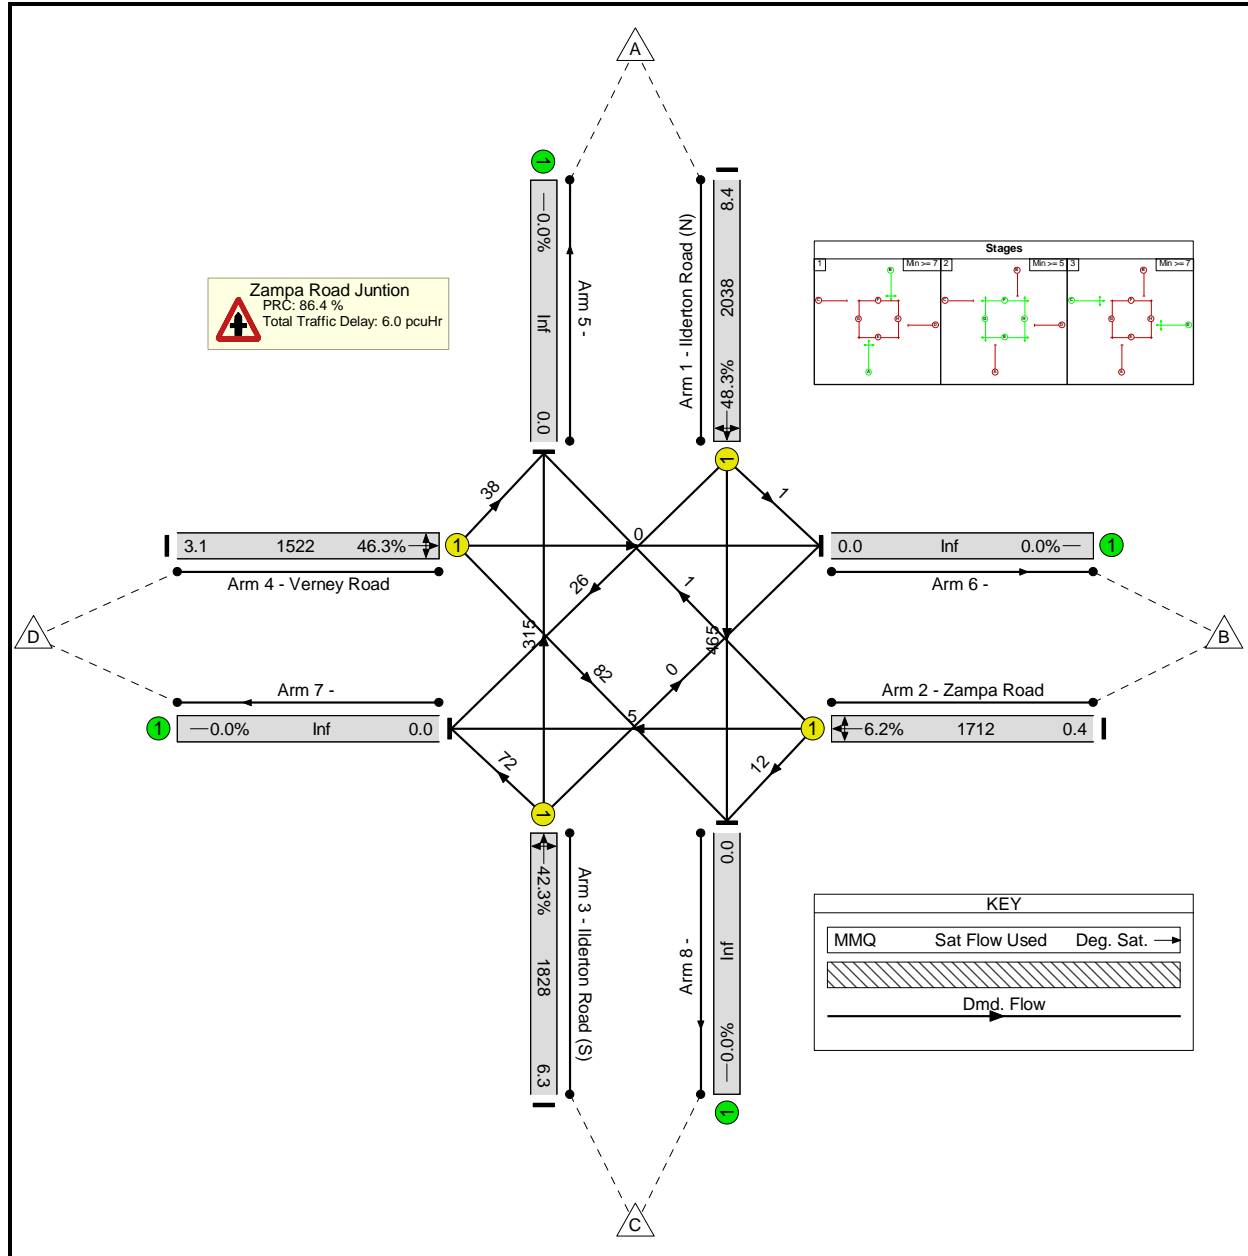 A
1
1
0.0% Inf 0.0
Arm 5 -
Arm 1 - Ilderton Road (N)
8.4 2038 48.3%
Stages
1 Min >= 7 2 Min >= 5 3 Min >= 7
Zampa Road Juntion
PRC: 86.4 %
Total Traffic Delay: 6.0 pcuHr
38
0
1
3.1 1522 46.3% 1
0.0 Inf 0.0% 1
Arm 4 - Verney Road
Arm 6 -
26
1
D
315
465
B
82
0
Arm 7 -
5
Arm 2 - Zampa Road
1 0.0% Inf 0.0
1 6.2% 1712 0.4
72
12
1
42.3% 1828 6.3
Arm 3 - Ilderton Road (S)
Arm 8 -
0.0 Inf 0.0%
1
KEY
MMQ Sat Flow Used Deg. Sat.
Dmd. Flow
C